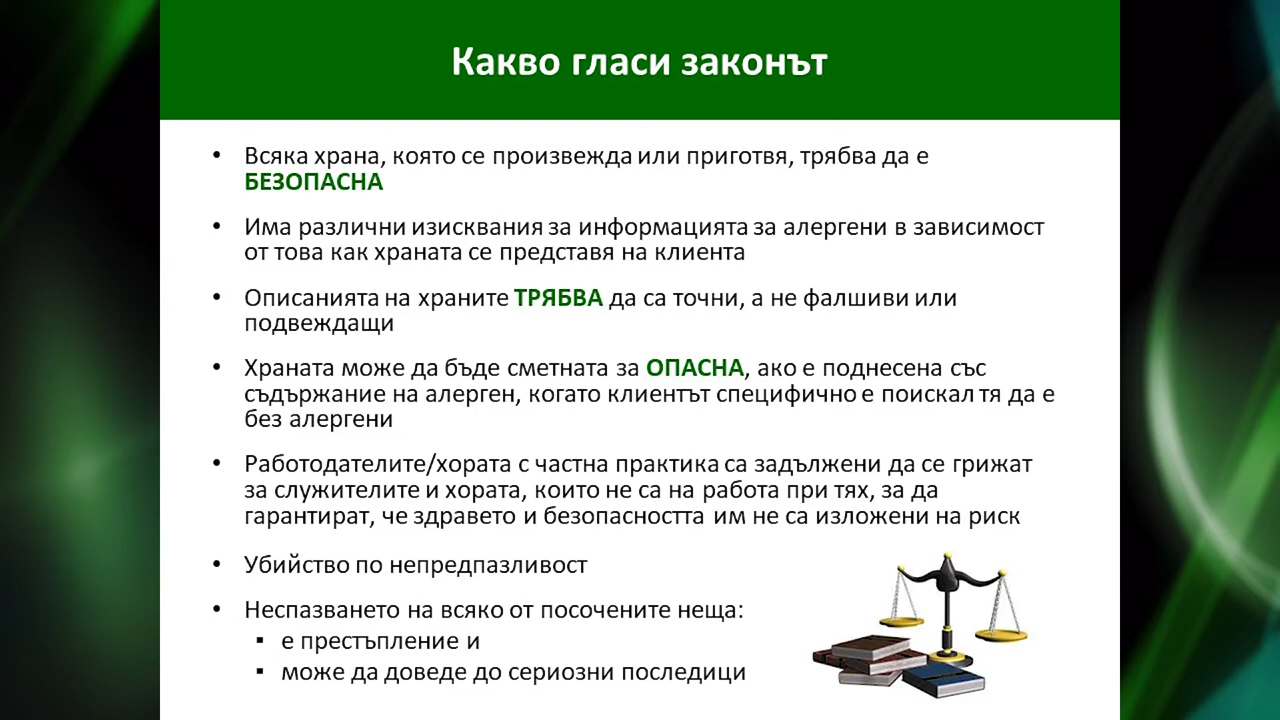 Какво гласи законът
• Всяка храна, която се произвежда или приготвя, трябва да е
БЕЗОПАСНА
• Има различни изисквания за информацията за алергени в зависимост
от това как храната се представя на клиента
• Описанията на храните ТРЯБВА да са точни, а не фалшиви или
подвеждащи
• Храната може да бъде сметната за ОПАСНА, ако е поднесена със
съдържание на алерген, когато клиентът специфично е поискал тя да е
без алергени
• Работодателите/хората с частна практика са задължени да се грижат
за служителите и хората, които не са на работа при тях, за да
гарантират, че здравето и безопасността им не са изложени на риск
• Убийство по непредпазливост
• Неспазването на всяко от посочените неща:
▪ е престъпление и
▪ може да доведе до сериозни последици